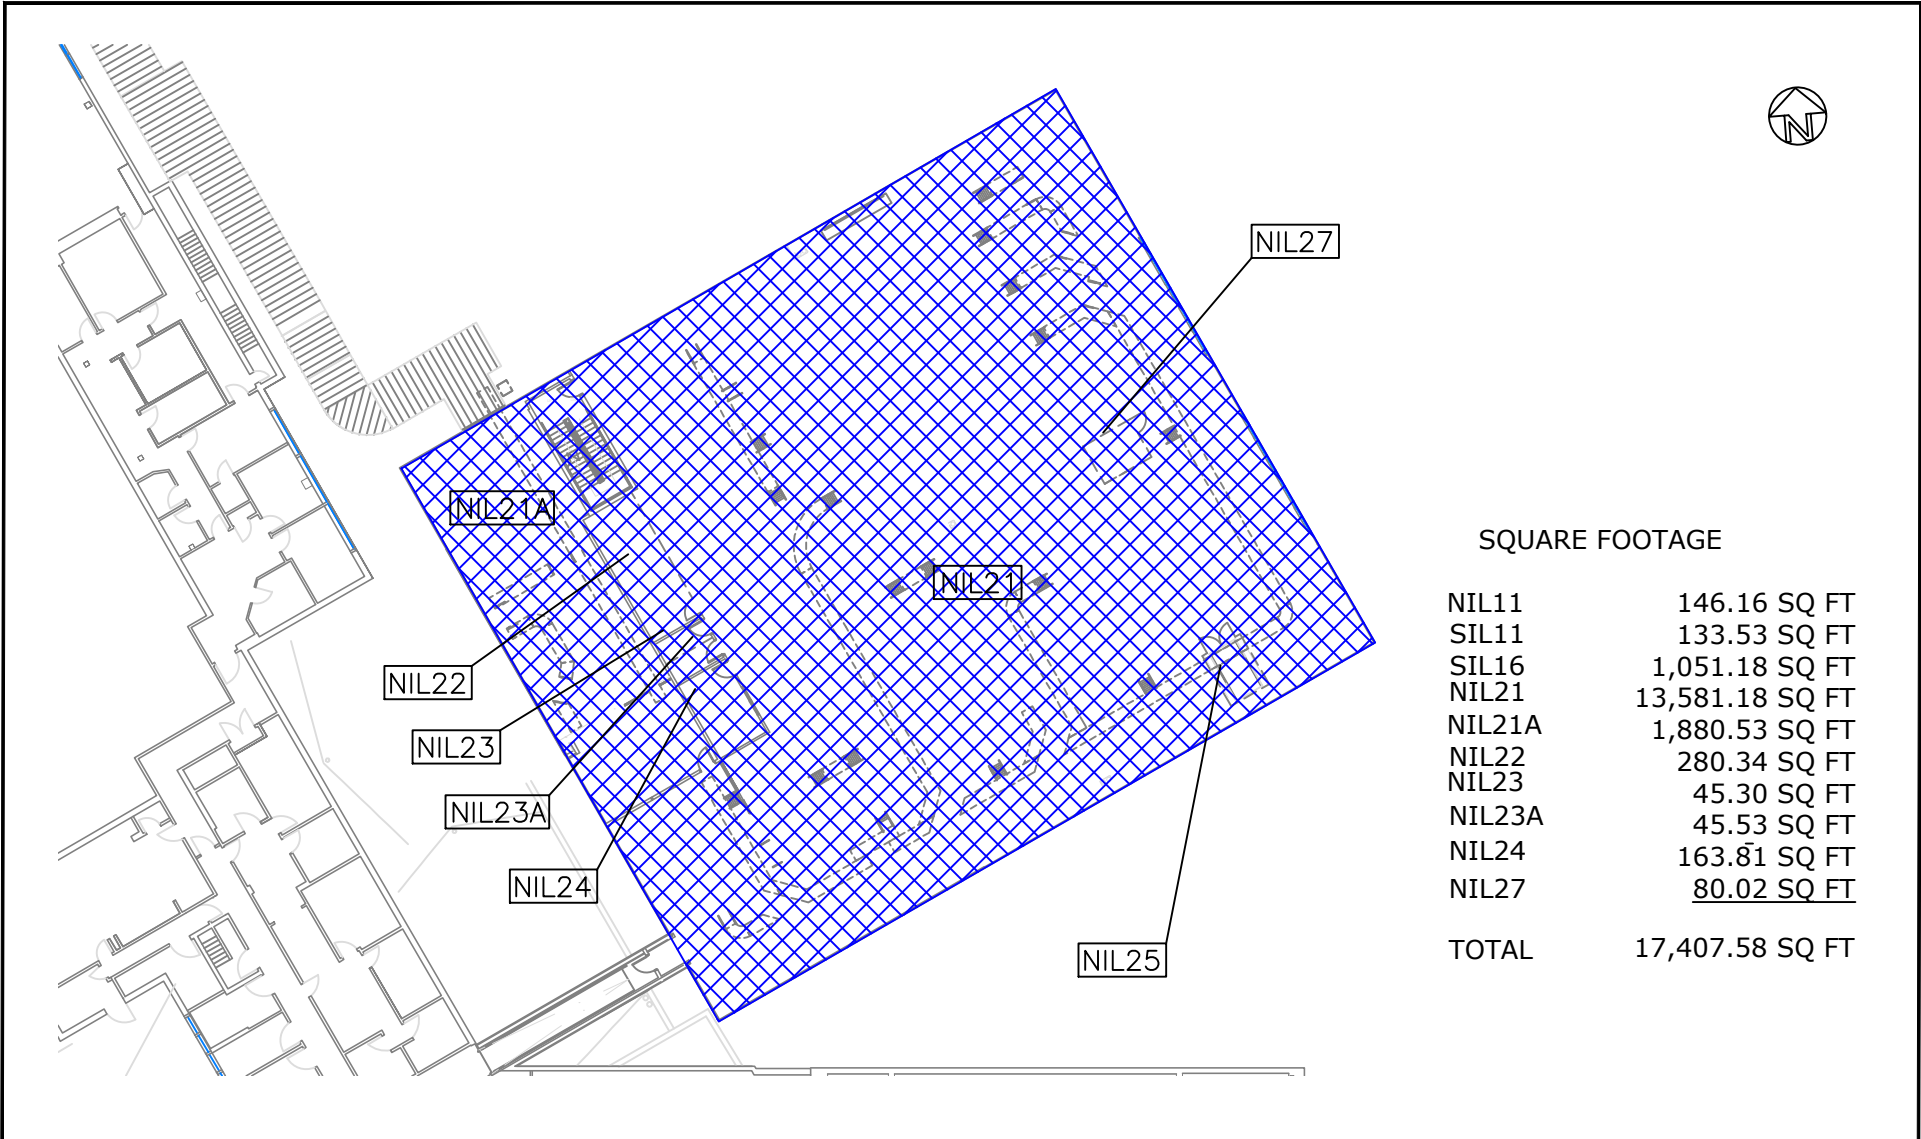 N
NIL27
NIL21A
NIL21
NIL22
NIL23
NIL23A
NIL24
NIL25
SQUARE FOOTAGE
NIL11 146.16 SQ FT
SIL11 133.53 SQ FT
SIL16 1,051.18 SQ FT
NIL21 13,581.18 SQ FT
NIL21A 1,880.53 SQ FT
NIL22 280.34 SQ FT
NIL23 45.30 SQ FT
NIL23A 45.53 SQ FT
NIL24 163.81 SQ FT
NIL27 80.02 SQ FT
TOTAL 17,407.58 SQ FT